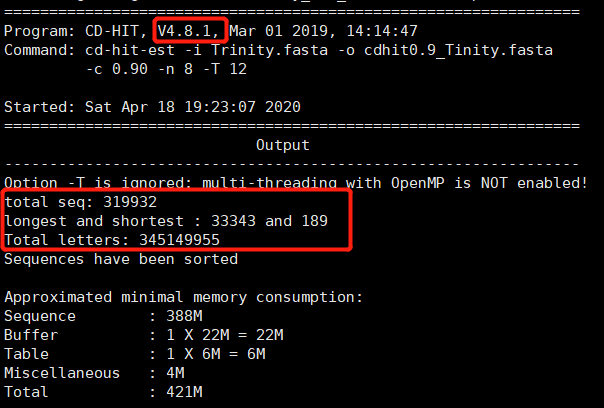 ================================================================
Program: CD-HIT, V4.8.1, Mar 01 2019, 14:14:47
Command: cd-hit-est -i Trinity.fasta -o cdhit0.9_Tinity.fasta
-c 0.90 -n 8 -T 12
Started: Sat Apr 18 19:23:07 2020
================================================================
Output
----------------------------------------------------------------
Option -T is ignored: multi-threading with OpenMP is NOT enabled!
total seq: 319932
longest and shortest : 33343 and 189
Total letters: 345149955
Sequences have been sorted
Approximated minimal memory consumption:
Sequence : 388M
Buffer : 1 X 22M = 22M
Table : 1 X 6M = 6M
Miscellaneous : 4M
Total : 421M